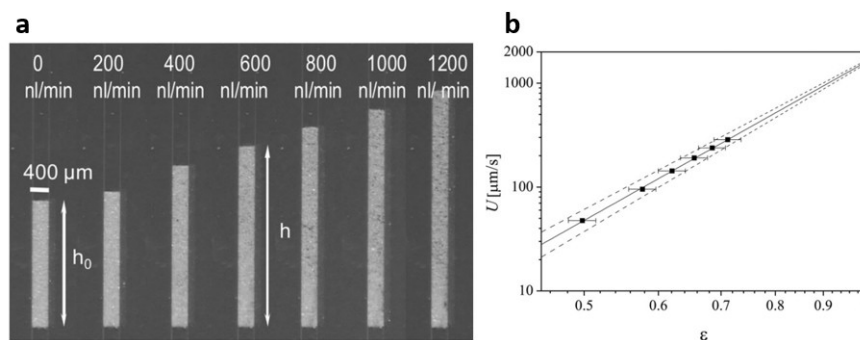 a
0 200 400 600 800 1000 1200
nl/min nl/min nl/min nl/min nl/min nl/min nl/min
400 µm
h0
h
b
2000
1000
100
10
U [µm/s]
0.5 0.6 0.7 0.8 0.9
ε